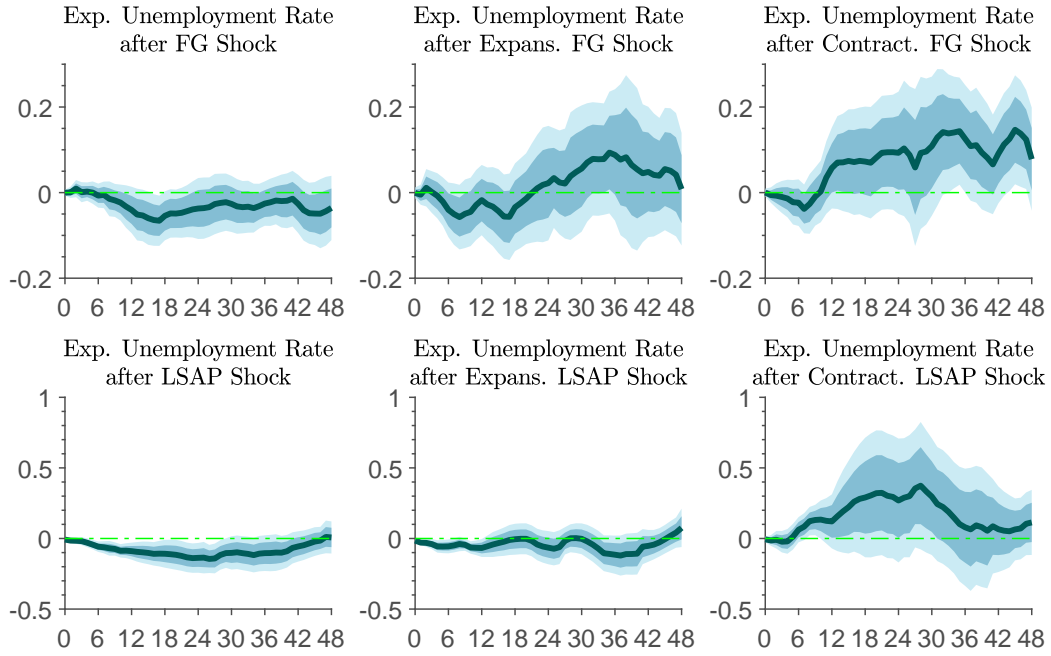 Exp. Unemployment Rate
after FG Shock
Exp. Unemployment Rate
after Expans. FG Shock
Exp. Unemployment Rate
after Contract. FG Shock
0.2
0
-0.2
0 6 12 18 24 30 36 42 48
0.2
0
-0.2
0 6 12 18 24 30 36 42 48
0.2
0
-0.2
0 6 12 18 24 30 36 42 48
Exp. Unemployment Rate
after LSAP Shock
Exp. Unemployment Rate
after Expans. LSAP Shock
Exp. Unemployment Rate
after Contract. LSAP Shock
1
0.5
0
-0.5
0 6 12 18 24 30 36 42 48
1
0.5
0
-0.5
0 6 12 18 24 30 36 42 48
1
0.5
0
-0.5
0 6 12 18 24 30 36 42 48